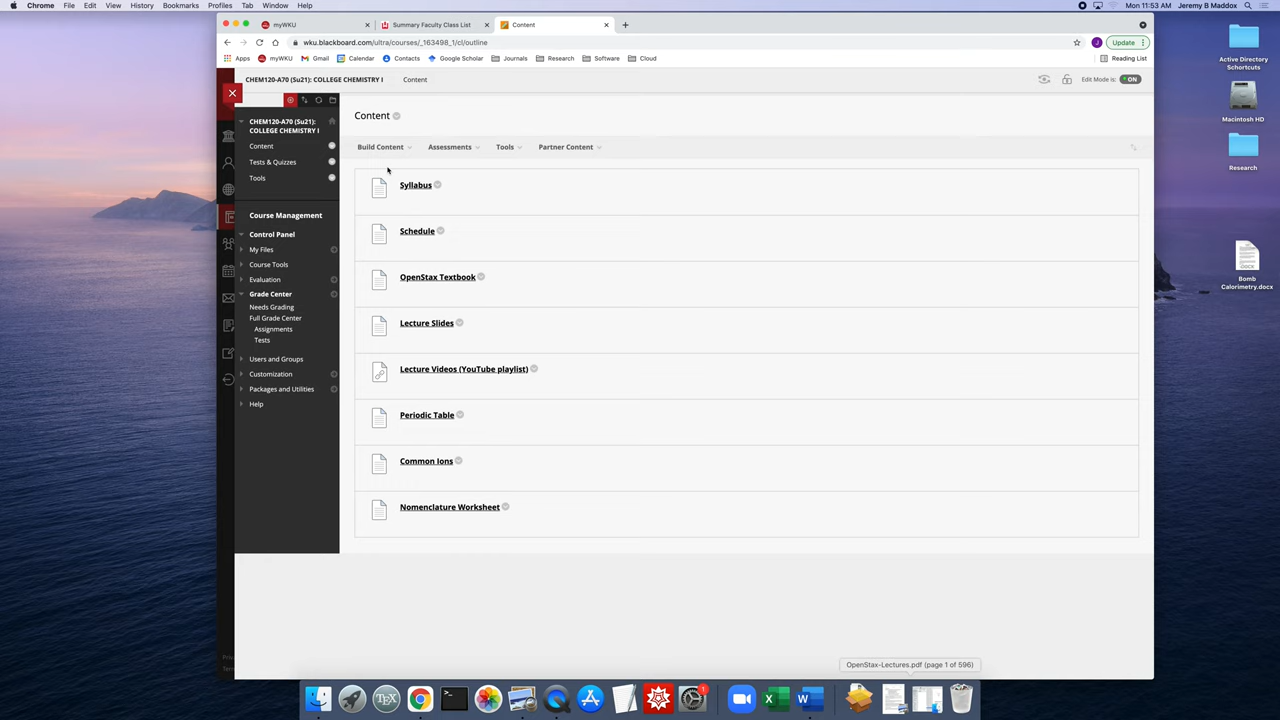 Chrome File Edit View History Bookmarks Profiles Tab Window Help
Mon 11:53 AM Jeremy B Maddox
myWKU
Summary Faculty Class List
Content
wku.blackboard.com/ultra/courses/_163498_1/cl/outline
J
Update
Apps myWKU Gmail Calendar Contacts Google Scholar Journals Research Software Cloud
Reading List
CHEM120-A70 (Su21): COLLEGE CHEMISTRY I
Content
Edit Mode is: ON
CHEM120-A70 (Su21):
COLLEGE CHEMISTRY I
Content
Tests & Quizzes
Tools
Course Management
Control Panel
My Files
Course Tools
Evaluation
Grade Center
Needs Grading
Full Grade Center
Assignments
Tests
Users and Groups
Customization
Packages and Utilities
Help
Content
Build Content Assessments Tools Partner Content
Syllabus
Schedule
OpenStax Textbook
Lecture Slides
Lecture Videos (YouTube playlist)
Periodic Table
Common Ions
Nomenclature Worksheet
Active Directory
Schortcuts
Macintosh HD
Research
DOCX
Bomb
Calorimetry.docx
OpenStax-Lectures.pdf (page 1 of 596)
TEX
1